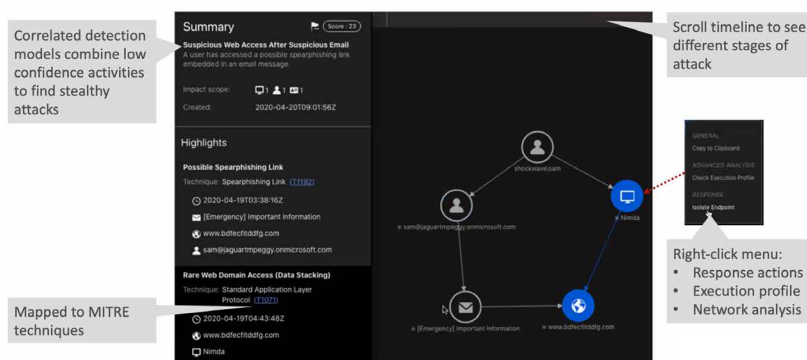 Correlated detection
models combine low
confidence activities
to find stealthy
attacks
Mapped to MITRE
techniques
Summary
Score : 23
Suspicious Web Access After Suspicious Email
A user has accessed a possible spearphishing link
embedded in an email message.
Impact scope: 1 1 1
Created: 2020-04-20T09:01:56Z
Highlights
Possible Spearphishing Link
Technique: Spearphishing Link (T1192)
2020-04-19T03:38:16Z
[Emergency] Important information
www.bdfecfitddfg.com
sam@jaguartmpeggy.onmicrosoft.com
Rare Web Domain Access (Data Stacking)
Technique: Standard Application Layer
Protocol (T1071)
2020-04-19T04:43:48Z
www.bdfecfitddfg.com
Nimda
shockwave\sam
sam@jaguartmpeggy.onmicrosoft.com
Nimda
[Emergency] Important Information
www.bdfecfitddfg.com
Scroll timeline to see
different stages of
attack
GENERAL
Copy to Clipboard
ADVANCED ANALYSIS
Check Execution Profile
RESPONSE
Isolate Endpoint
Right-click menu:
• Response actions
• Execution profile
• Network analysis